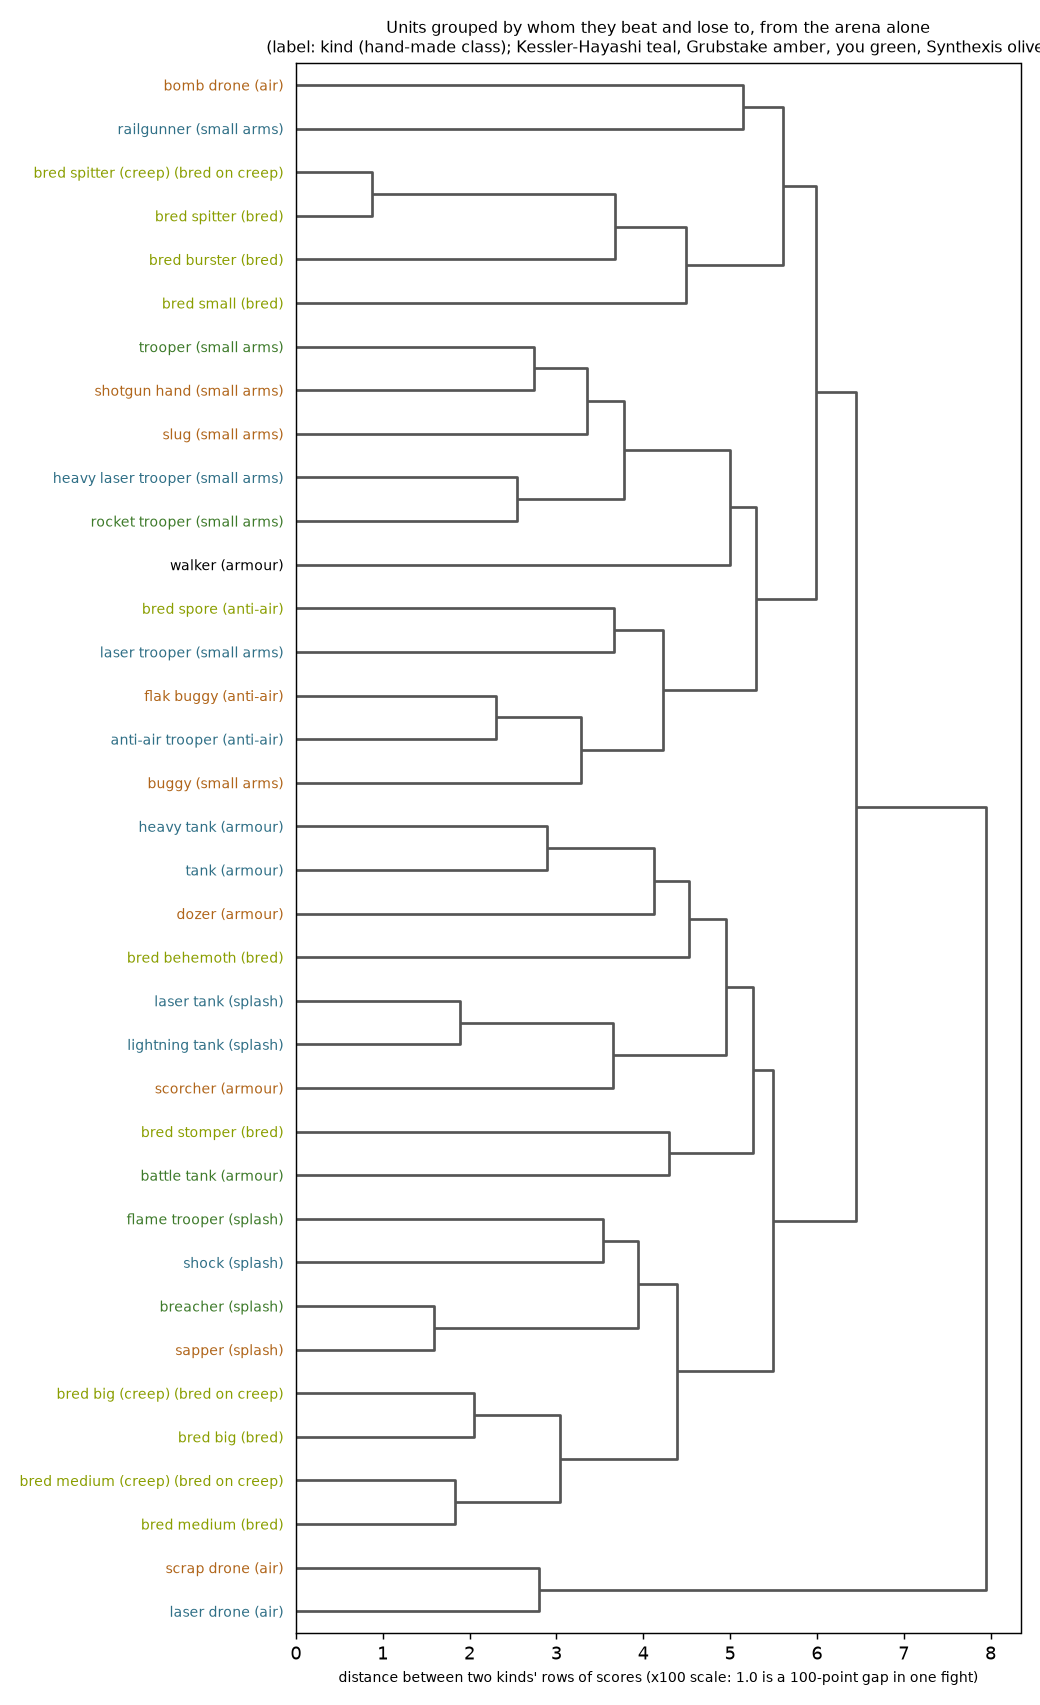 Units grouped by whom they beat and lose to, from the arena alone
(label: kind (hand-made class); Kessler-Hayashi teal, Grubstake amber, you green, Synthexis olive
bomb drone (air)
railgunner (small arms)
bred spitter (creep) (bred on creep)
bred spitter (bred)
bred burster (bred)
bred small (bred)
trooper (small arms)
shotgun hand (small arms)
slug (small arms)
heavy laser trooper (small arms)
rocket trooper (small arms)
walker (armour)
bred spore (anti-air)
laser trooper (small arms)
flak buggy (anti-air)
anti-air trooper (anti-air)
buggy (small arms)
heavy tank (armour)
tank (armour)
dozer (armour)
bred behemoth (bred)
laser tank (splash)
lightning tank (splash)
scorcher (armour)
bred stomper (bred)
battle tank (armour)
flame trooper (splash)
shock (splash)
breacher (splash)
sapper (splash)
bred big (creep) (bred on creep)
bred big (bred)
bred medium (creep) (bred on creep)
bred medium (bred)
scrap drone (air)
laser drone (air)
0 1 2 3 4 5 6 7 8
distance between two kinds' rows of scores (x100 scale: 1.0 is a 100-point gap in one fight)